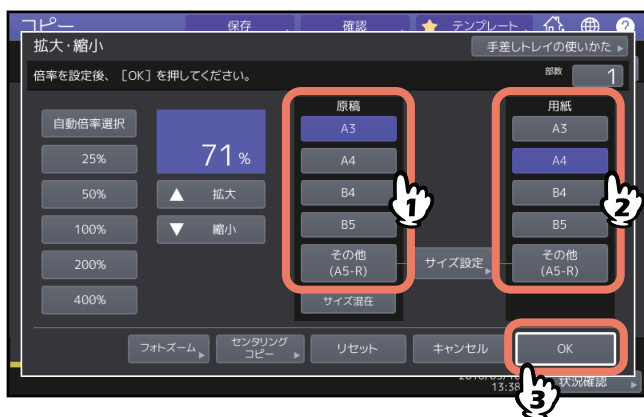 コピー
保存
確認
テンプレート
?
拡大・縮小
手差しトレイの使いかた
倍率を設定後、［OK］を押してください。
部数
1
自動倍率選択
25%
50%
100%
200%
400%
71%
拡大
縮小
原稿
A3
A4
B4
B5
その他
(A5-R)
サイズ混在
サイズ設定
用紙
A3
A4
B4
B5
その他
(A5-R)
1
2
フォトズーム
センタリング
コピー
リセット
キャンセル
OK
13:38
状況確認
3